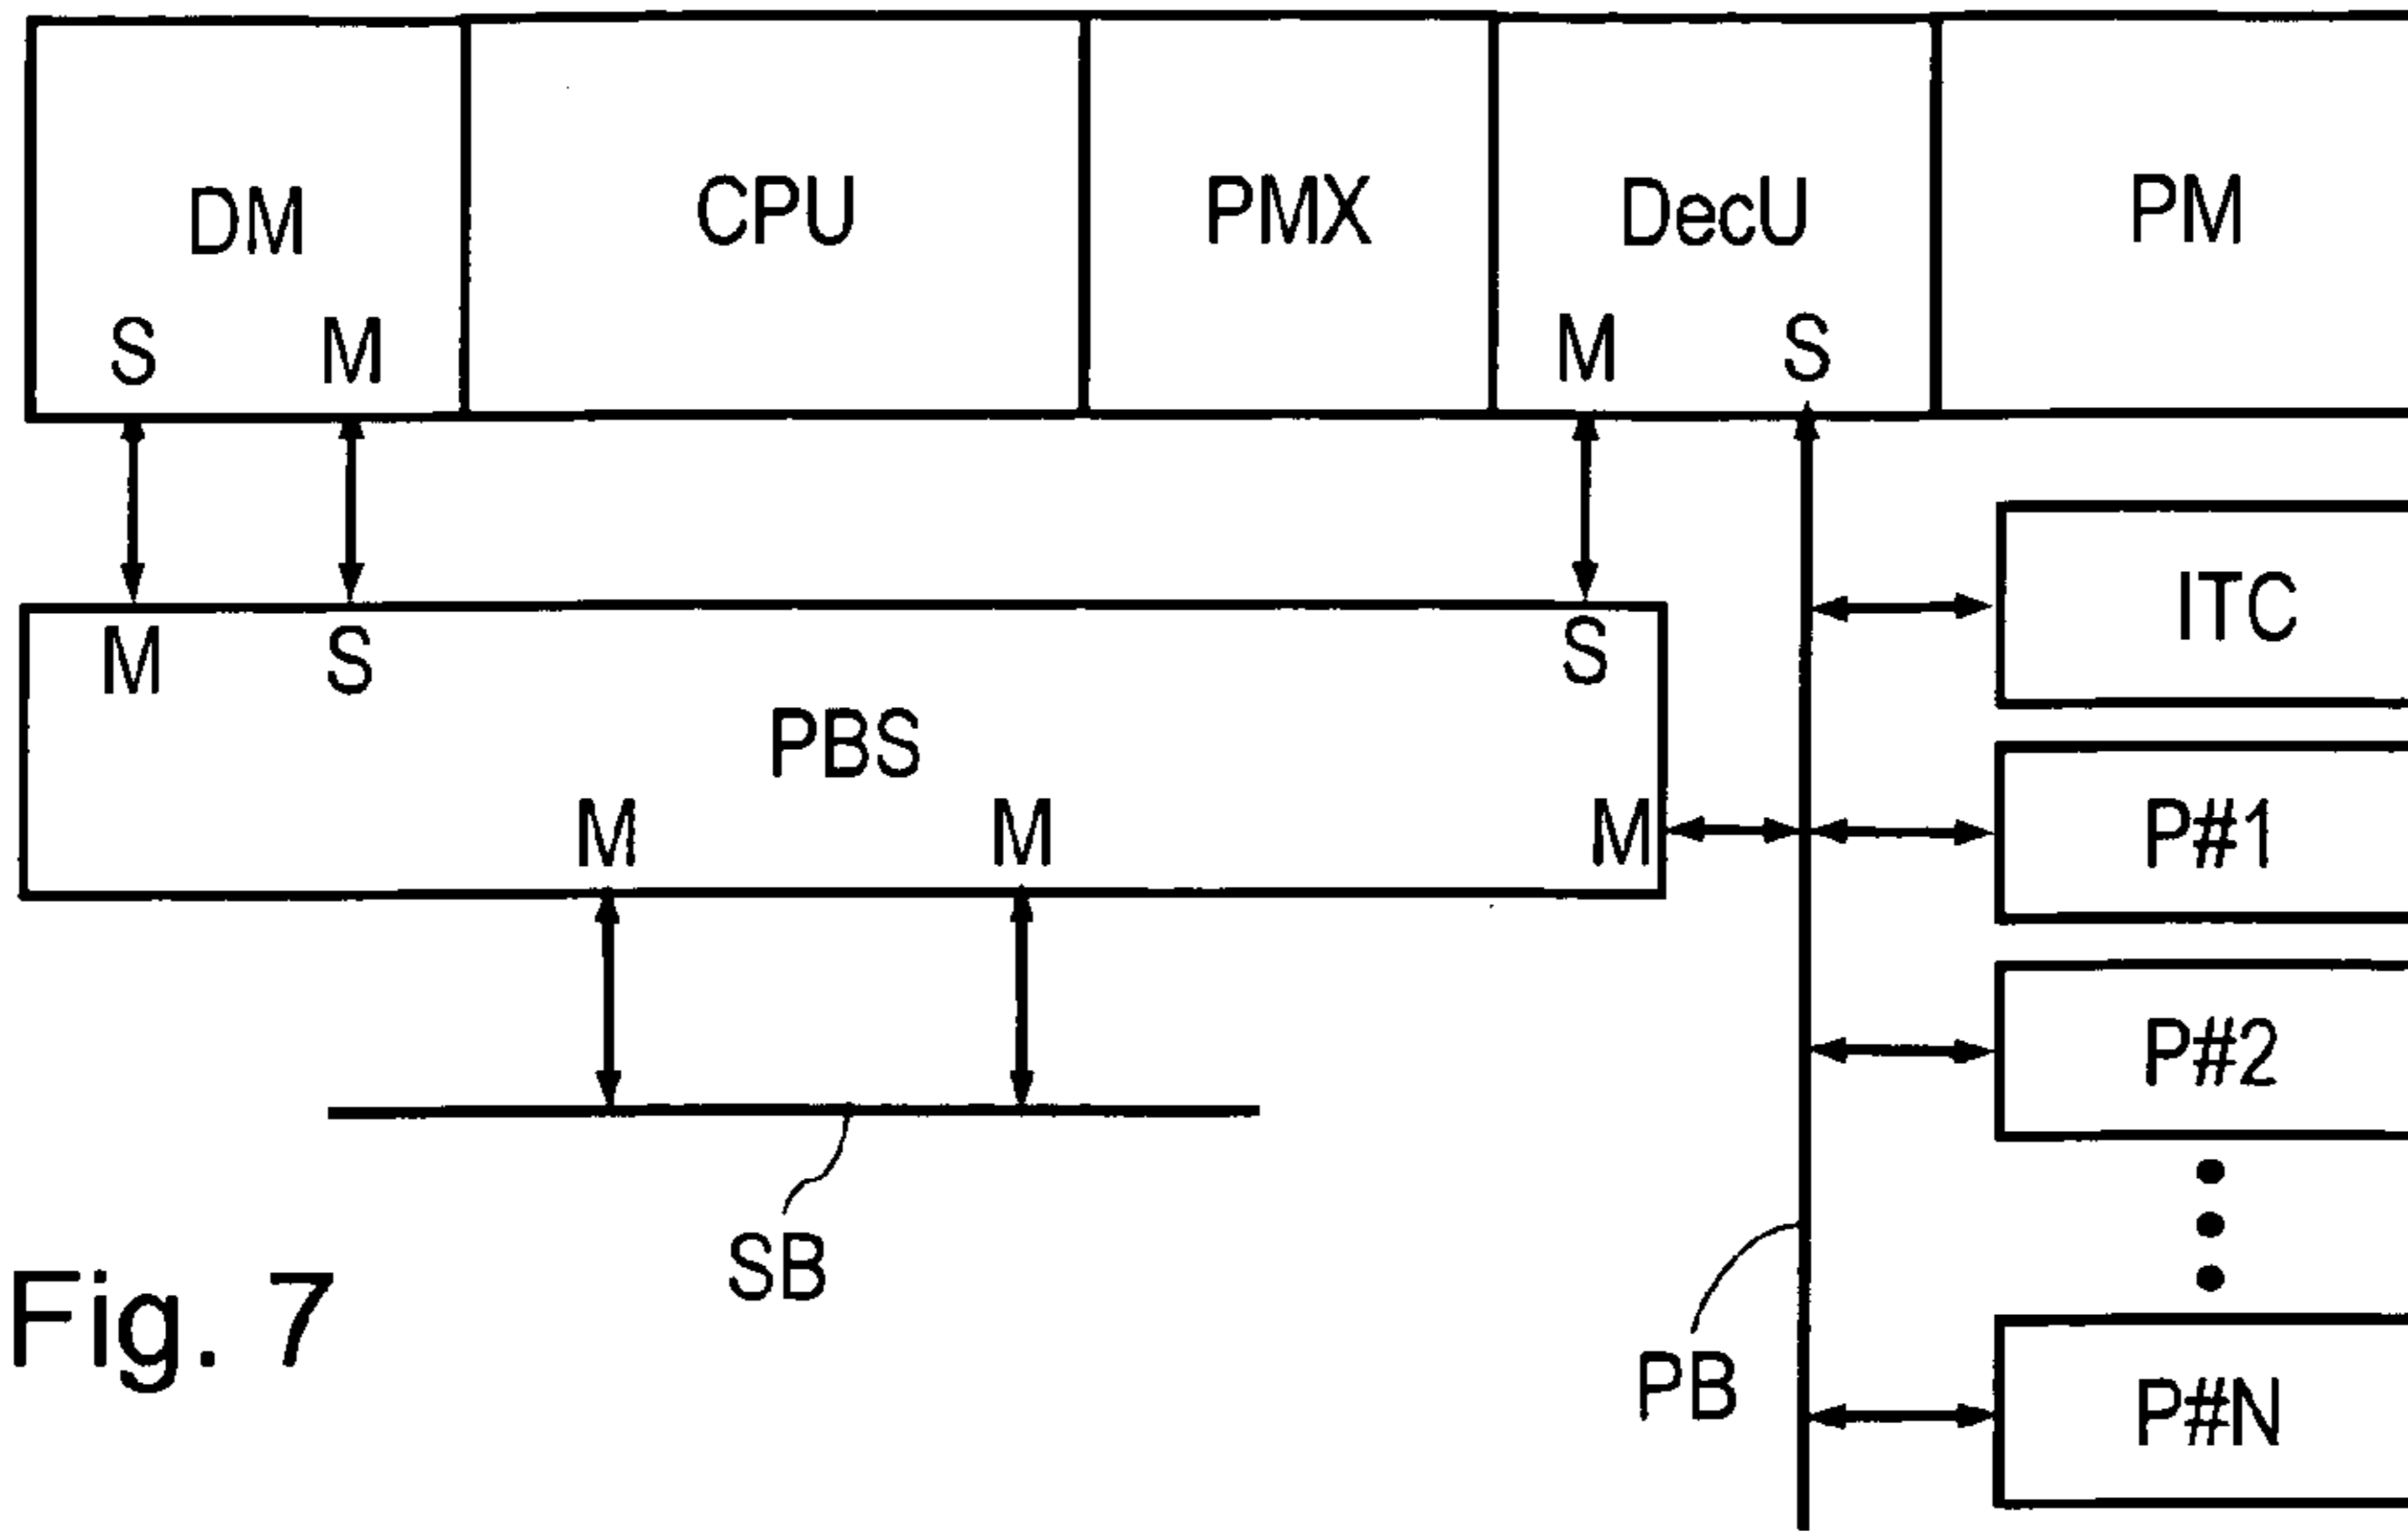 DM CPU PMX DecU PM
S M M S
ITC
M S S
PBS
M M M P#1
P#2
SB
PB
P#N
Fig. 7